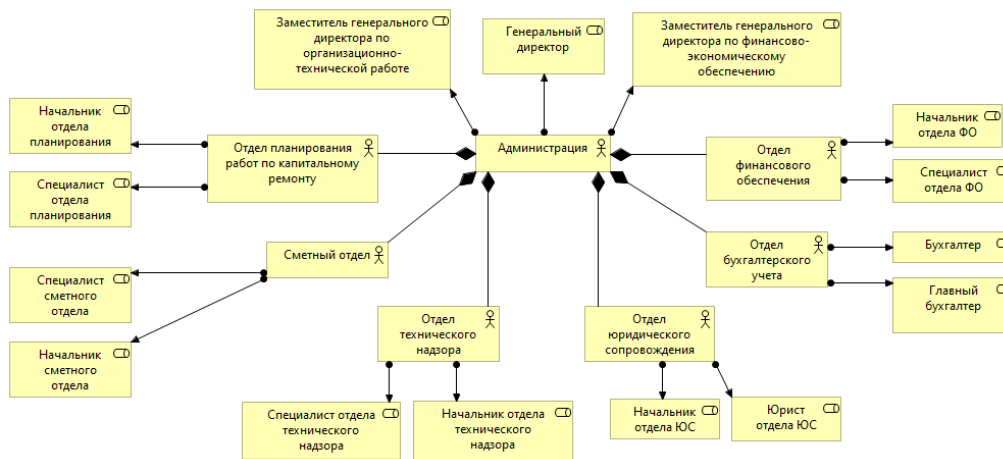 Заместитель генерального
директора по
организационно-
технической работе
Генеральный
директор
Заместитель генерального
директора по финансово-
экономическому
обеспечению
Начальник
отдела
планирования
Отдел планирования
работ по капитальному
ремонту
Администрация
Отдел
финансового
обеспечения
Начальник
отдела ФО
Специалист
отдела
планирования
Специалист
отдела ФО
Сметный отдел
Отдел
бухгалтерского
учета
Бухгалтер
Специалист
сметного
отдела
Главный
бухгалтер
Отдел
технического
надзора
Отдел
юридического
сопровождения
Начальник
сметного
отдела
Специалист отдела
технического
надзора
Начальник отдела
технического
надзора
Начальник
отдела ЮС
Юрист
отдела ЮС